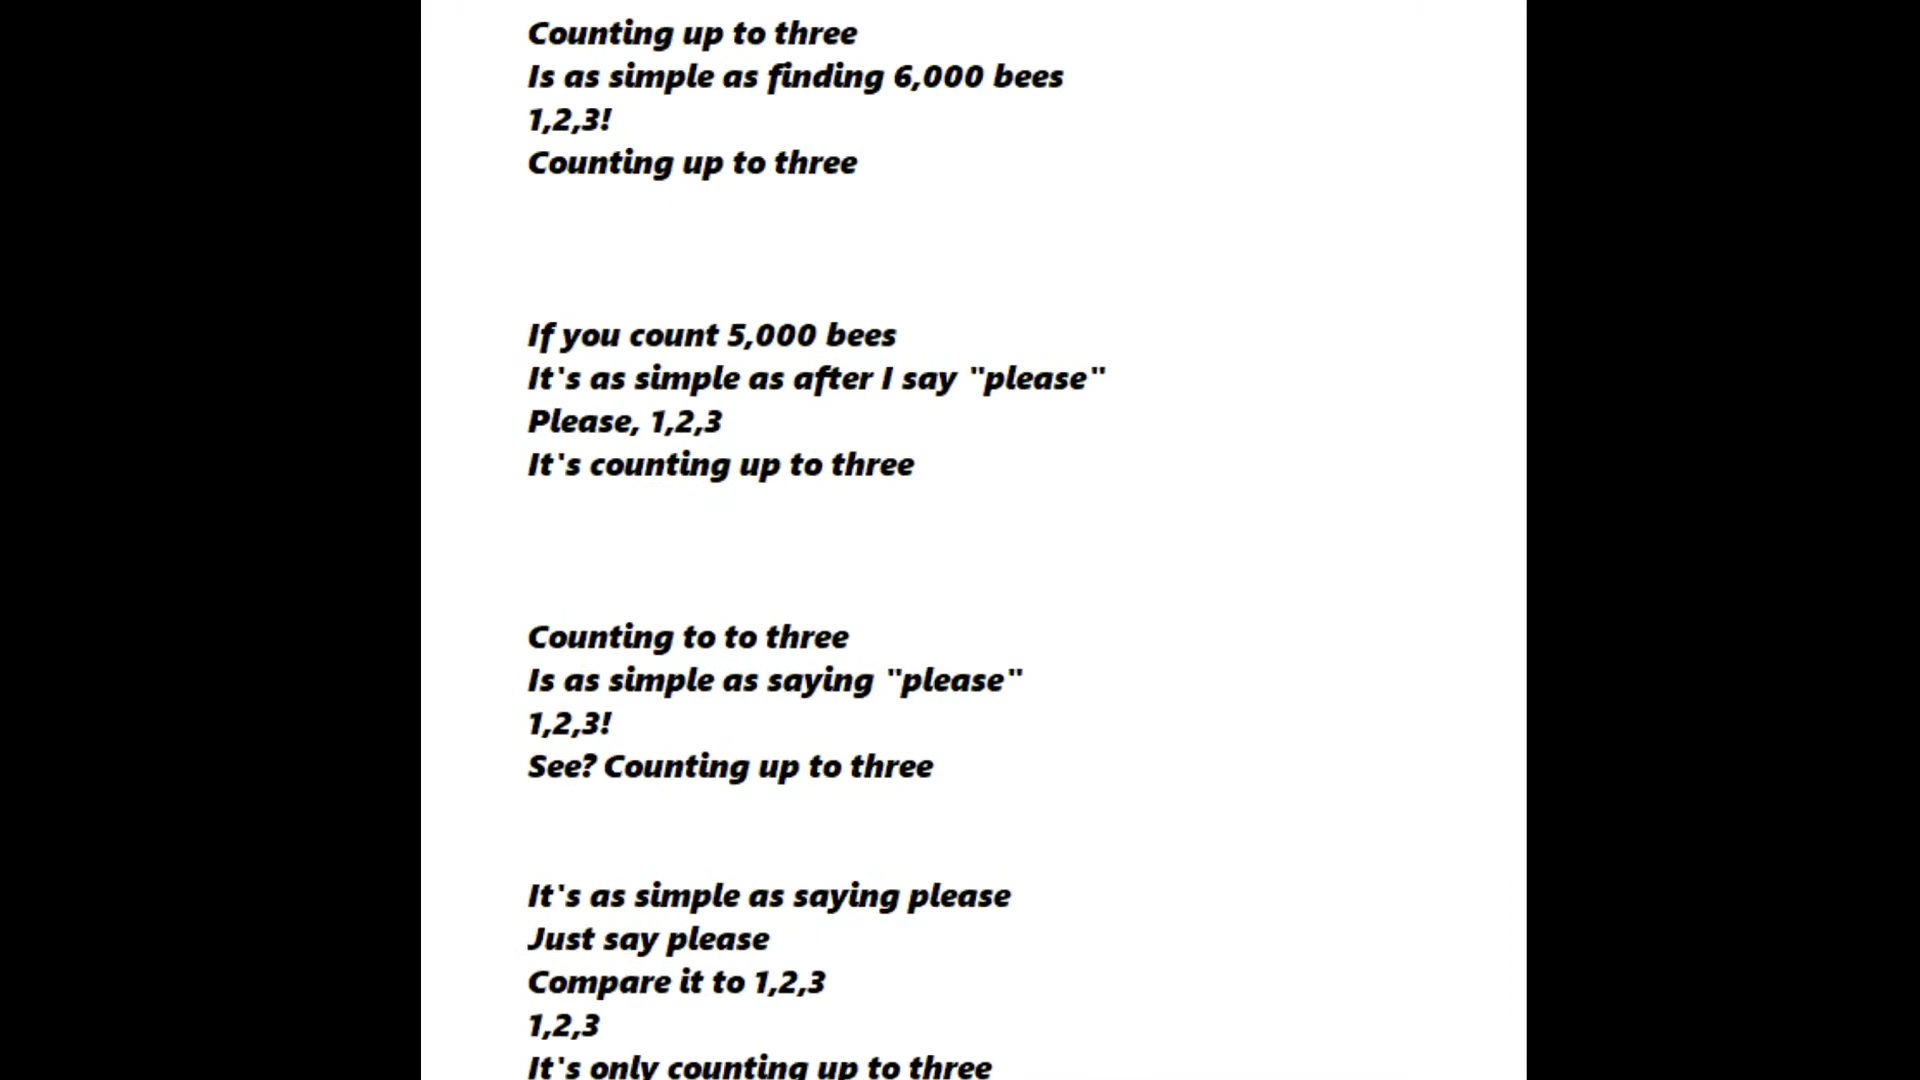 Counting up to three
Is as simple as finding 6,000 bees
1,2,3!
Counting up to three
If you count 5,000 bees
It's as simple as after I say "please"
Please, 1,2,3
It's counting up to three
Counting to to three
Is as simple as saying "please"
1,2,3!
See? Counting up to three
It's as simple as saying please
Just say please
Compare it to 1,2,3
1,2,3
It's only counting up to three